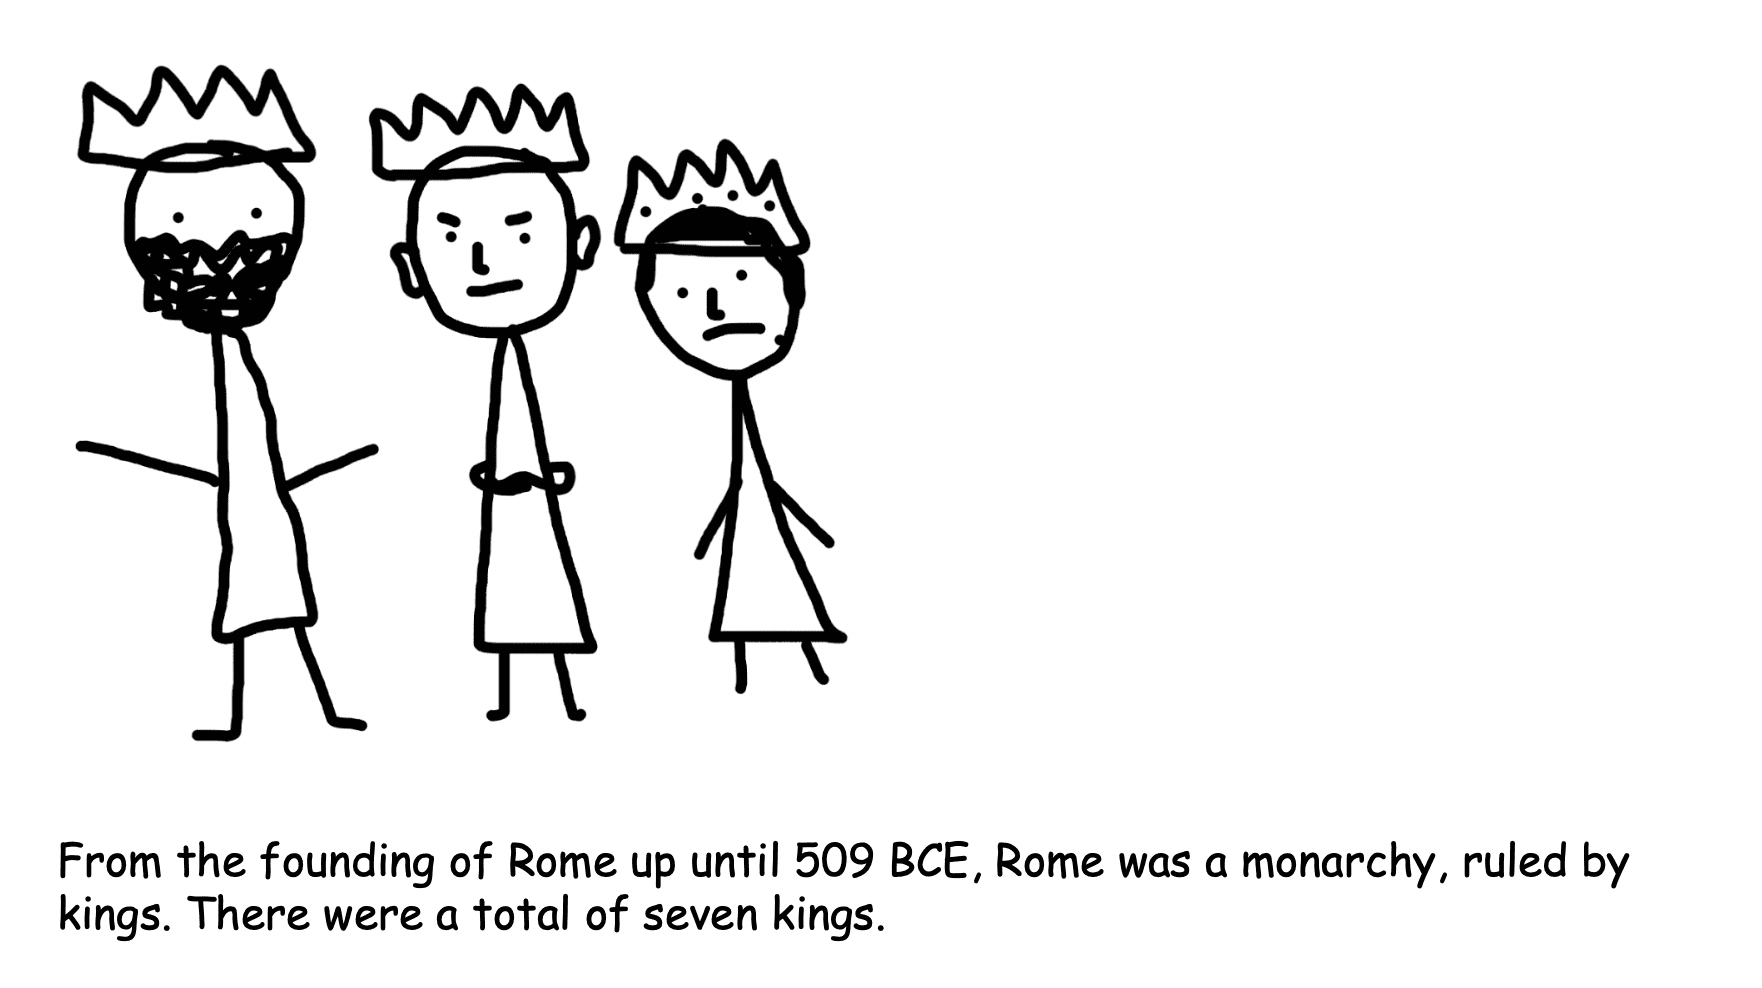 From the founding of Rome up until 509 BCE, Rome was a monarchy, ruled by
kings. There were a total of seven kings.